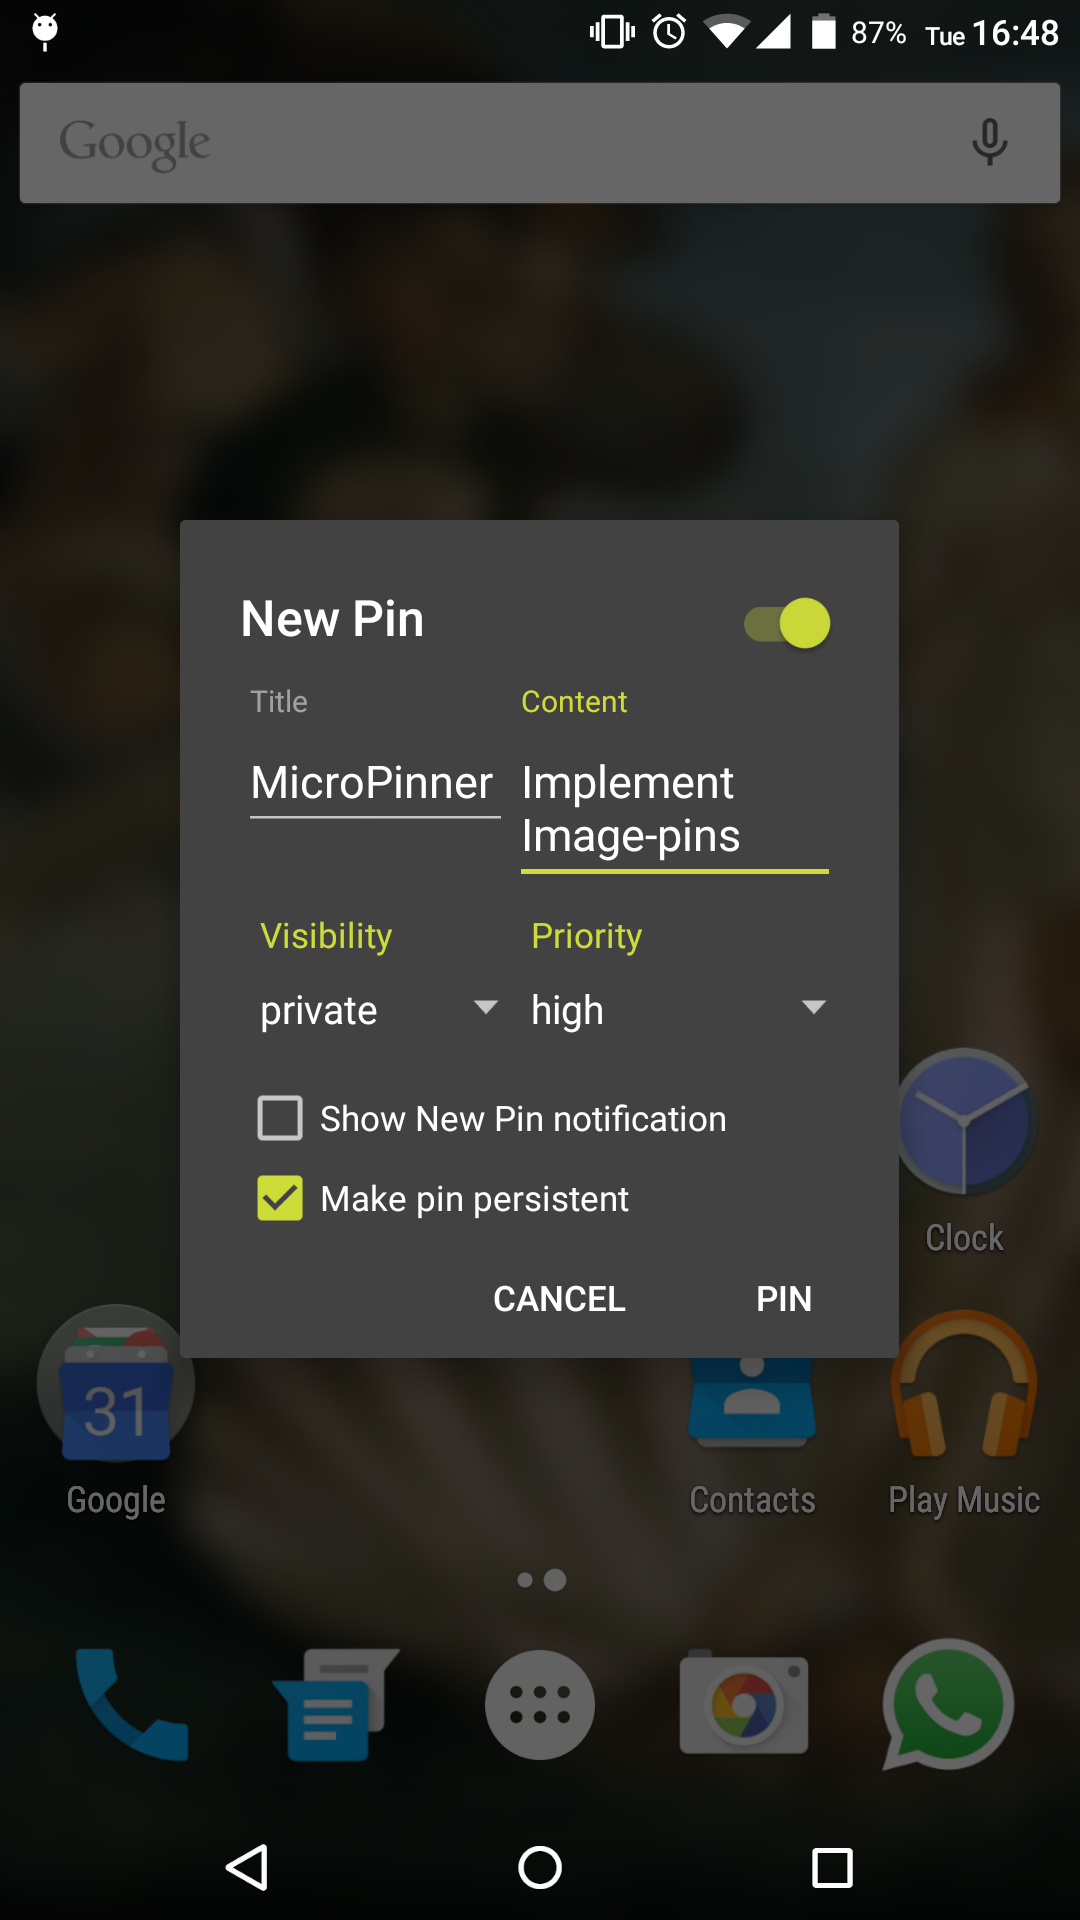 87% Tue 16:48
Google
New Pin
Title Content
MicroPinner Implement
Image-pins
Visibility Priority
private high
Show New Pin notification
Make pin persistent
CANCEL PIN
Clock
31
Google Contacts Play Music